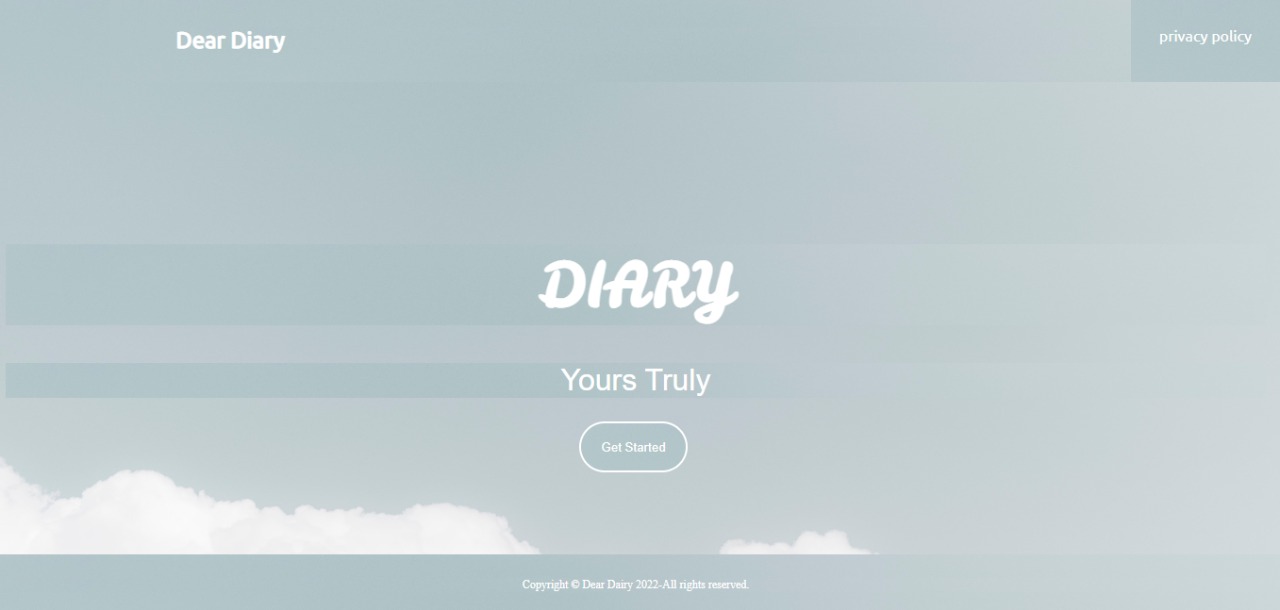 Dear Diary
privacy policy
DIARY
Yours Truly
Get Started
Copyright © Dear Dairy 2022-All rights reserved.